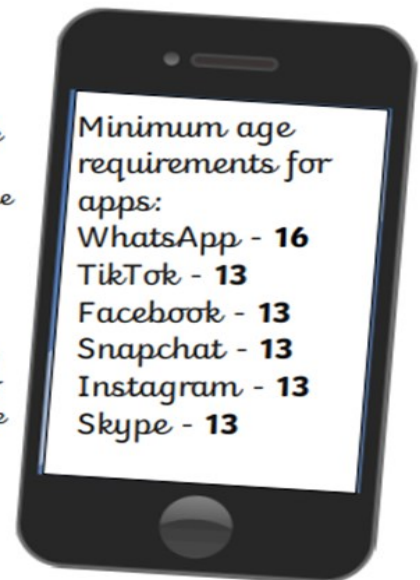 Minimum age
requirements for
apps:
WhatsApp - 16
TikTok - 13
Facebook - 13
Snapchat - 13
Instagram - 13
Skype - 13